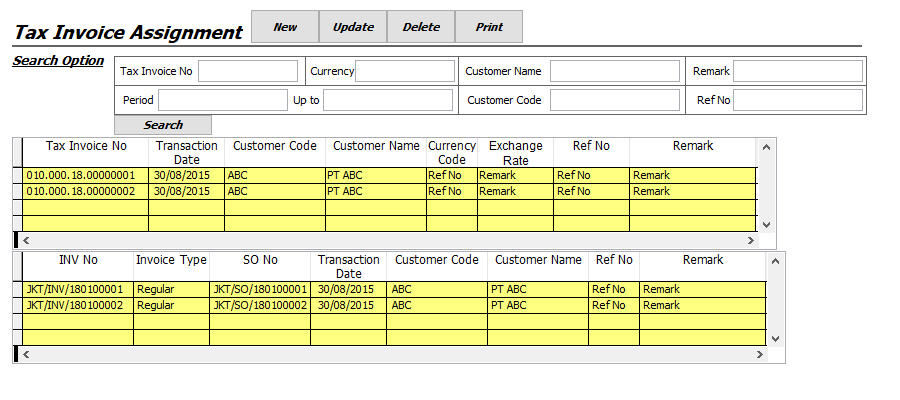 Tax Invoice Assignment New Update Delete Print
Search Option
Tax Invoice No Currency Customer Name Remark
Period Up to Customer Code Ref No
Search
Tax Invoice No Transaction Date Customer Code Customer Name Currency Code Exchange Rate Ref No Remark
010.000.18.00000001 30/08/2015 ABC PT ABC Ref No Remark Ref No Remark
010.000.18.00000002 30/08/2015 ABC PT ABC Ref No Remark Ref No Remark
INV No Invoice Type SO No Transaction Date Customer Code Customer Name Ref No Remark
JKT/INV/180100001 Regular JKT/SO/180100001 30/08/2015 ABC PT ABC Ref No Remark
JKT/INV/180100002 Regular JKT/SO/180100002 30/08/2015 ABC PT ABC Ref No Remark